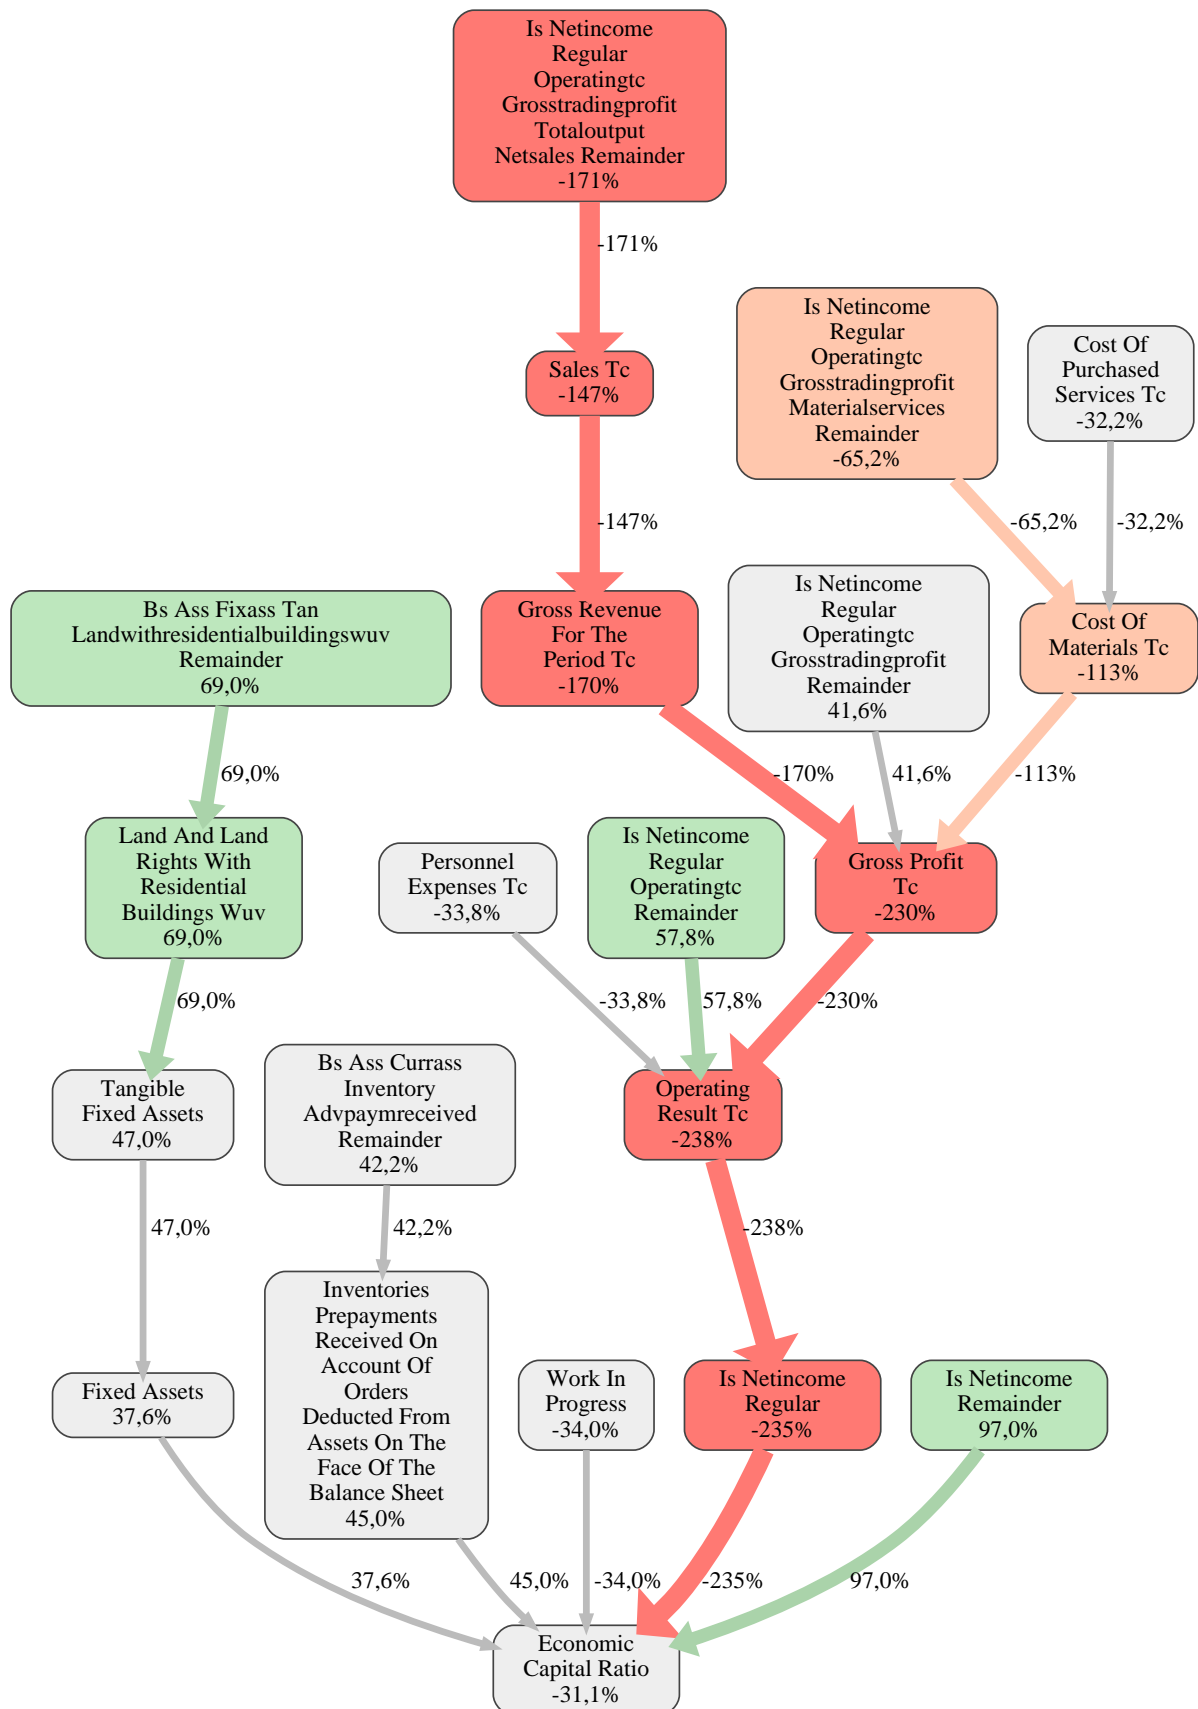 Is Netincome
Regular
Operatingtc
Grosstradingprofit
Totaloutput
Netsales Remainder
-171%
-171%
Is Netincome
Regular
Operatingtc
Grosstradingprofit
Materialservices
Remainder
-65,2%
Cost Of
Purchased
Services Tc
-32,2%
Sales Tc
-147%
-147%
-65,2%
-32,2%
Bs Ass Fixass Tan
Landwithresidentialbuildingswuv
Remainder
69,0%
Gross Revenue
For The
Period Tc
-170%
Is Netincome
Regular
Operatingtc
Grosstradingprofit
Remainder
41,6%
Cost Of
Materials Tc
-113%
69,0%
-170%
41,6%
-113%
Land And Land
Rights With
Residential
Buildings Wuv
69,0%
Personnel
Expenses Tc
-33,8%
Is Netincome
Regular
Operatingtc
Remainder
57,8%
Gross Profit
Tc
-230%
69,0%
-33,8%
57,8%
-230%
Tangible
Fixed Assets
47,0%
Bs Ass Currass
Inventory
Advpaymreceived
Remainder
42,2%
Operating
Result Tc
-238%
47,0%
42,2%
-238%
Fixed Assets
37,6%
Inventories
Prepayments
Received On
Account Of
Orders
Deducted From
Assets On The
Face Of The
Balance Sheet
45,0%
Work In
Progress
-34,0%
Is Netincome
Regular
-235%
Is Netincome
Remainder
97,0%
37,6%
45,0%
-34,0%
-235%
97,0%
Economic
Capital Ratio
-31,1%